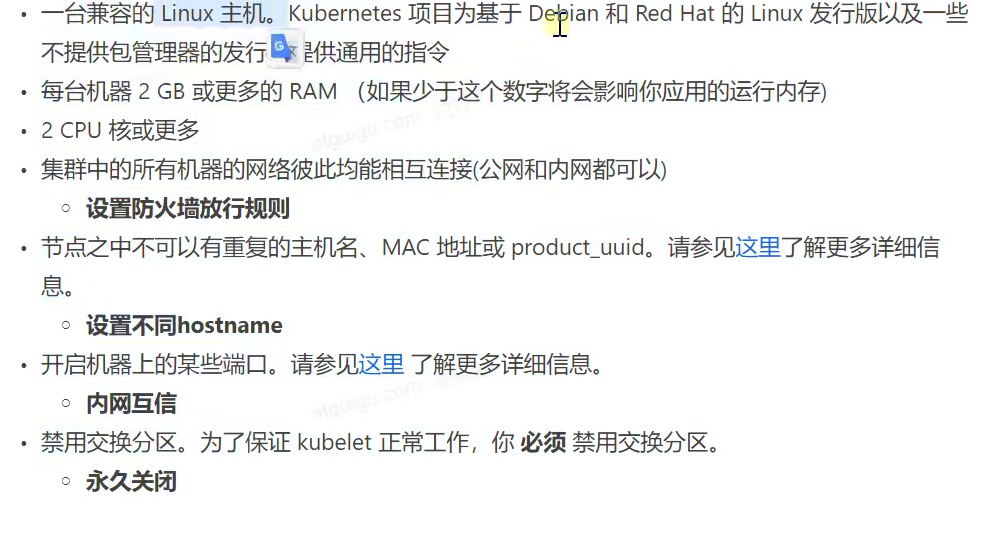 一台兼容的 Linux 主机。Kubernetes 项目为基于 Debian 和 Red Hat 的 Linux 发行版以及一些
不提供包管理器的发行 提供通用的指令
每台机器 2 GB 或更多的 RAM （如果少于这个数字将会影响你应用的运行内存)
2 CPU 核或更多
集群中的所有机器的网络彼此均能相互连接(公网和内网都可以)
设置防火墙放行规则
节点之中不可以有重复的主机名、MAC 地址或 product_uuid。请参见这里了解更多详细信
息。
设置不同hostname
开启机器上的某些端口。请参见这里 了解更多详细信息。
内网互信
禁用交换分区。为了保证 kubelet 正常工作，你 必须 禁用交换分区。
永久关闭
atguigu.com
atguigu.com